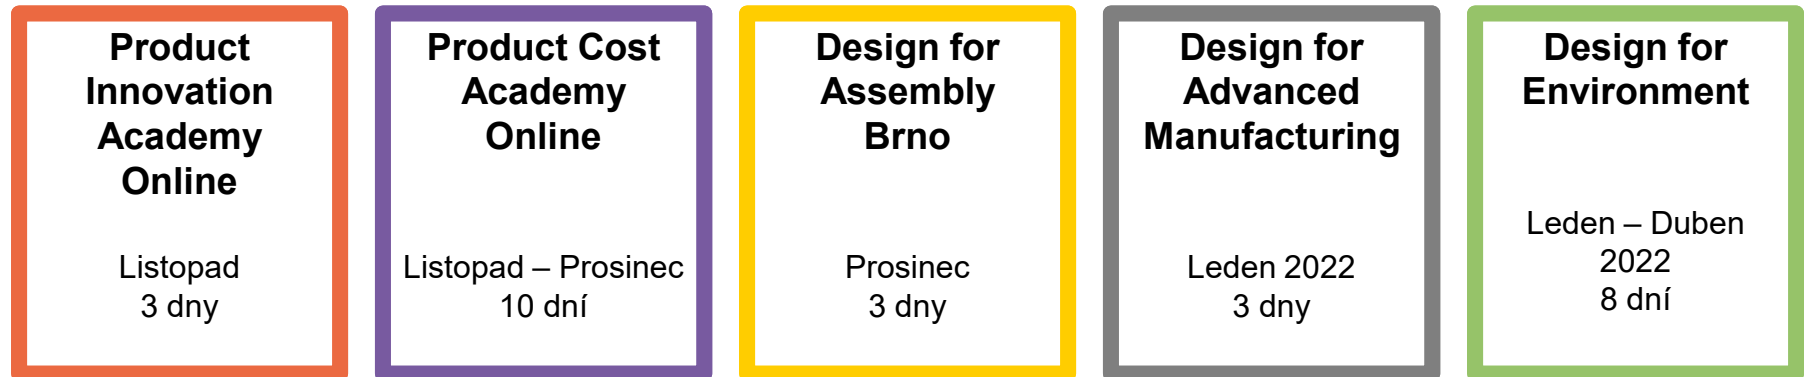 Product
Innovation
Academy
Online
Listopad
3 dny
Product Cost
Academy
Online
Listopad – Prosinec
10 dní
Design for
Assembly
Brno
Prosinec
3 dny
Design for
Advanced
Manufacturing
Leden 2022
3 dny
Design for
Environment
Leden – Duben
2022
8 dní